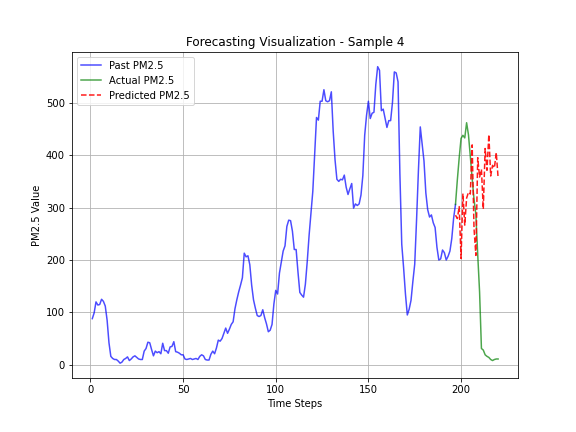 Forecasting Visualization - Sample 4
Past PM2.5
Actual PM2.5
Predicted PM2.5
PM2.5 Value
500
400
300
200
100
0
0 50 100 150 200
Time Steps